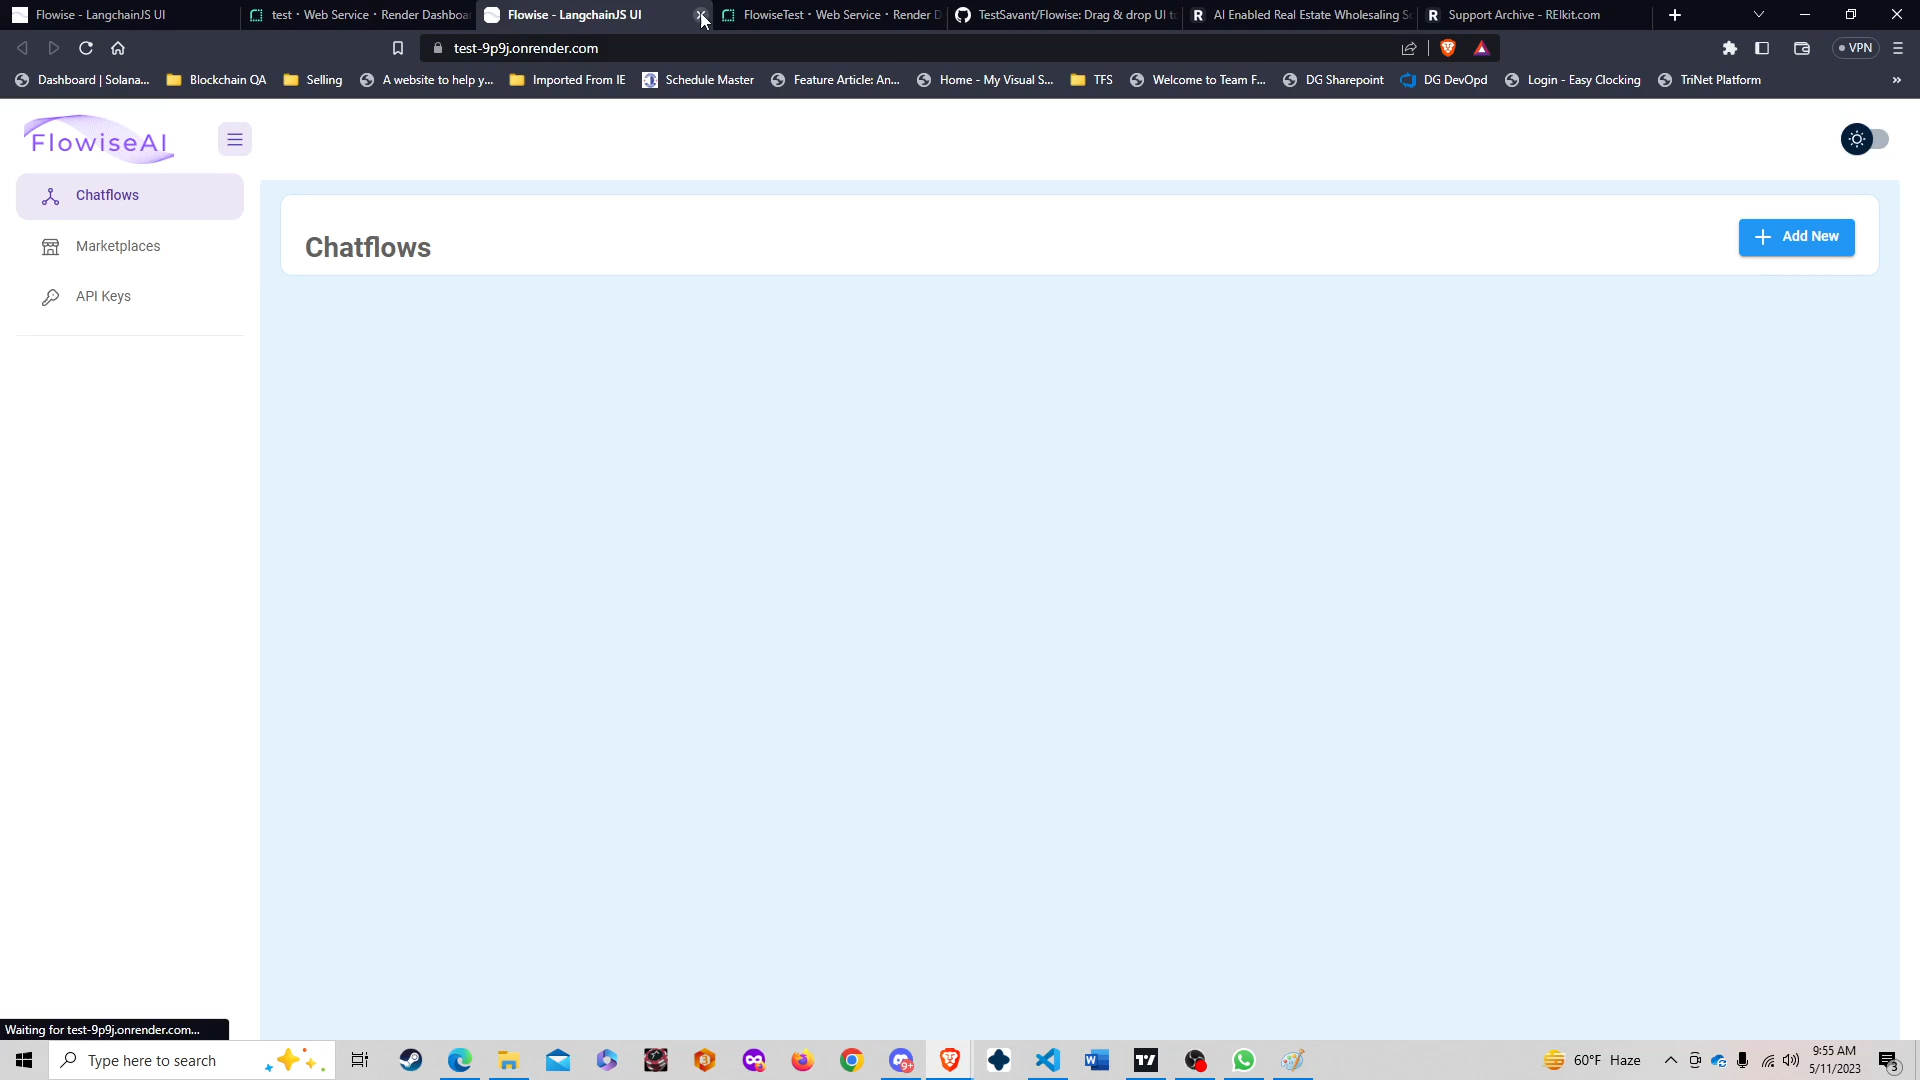 Flowise - LangchainJS UI
test · Web Service · Render Dashboa
Flowise - LangchainJS UI
FlowiseTest · Web Service · Render D
TestSavant/Flowise: Drag & drop UI to
AI Enabled Real Estate Wholesaling So
Support Archive - REIkit.com
test-9p9j.onrender.com
VPN
Dashboard | Solana...
Blockchain QA
Selling
A website to help y...
Imported From IE
Schedule Master
Feature Article: An...
Home - My Visual S...
TFS
Welcome to Team F...
DG Sharepoint
DG DevOpd
Login - Easy Clocking
TriNet Platform
FlowiseAI
Chatflows
Marketplaces
API Keys
Chatflows
Add New
Waiting for test-9p9j.onrender.com...
Type here to search
9+
60°F Haze
9:55 AM
5/11/2023
3